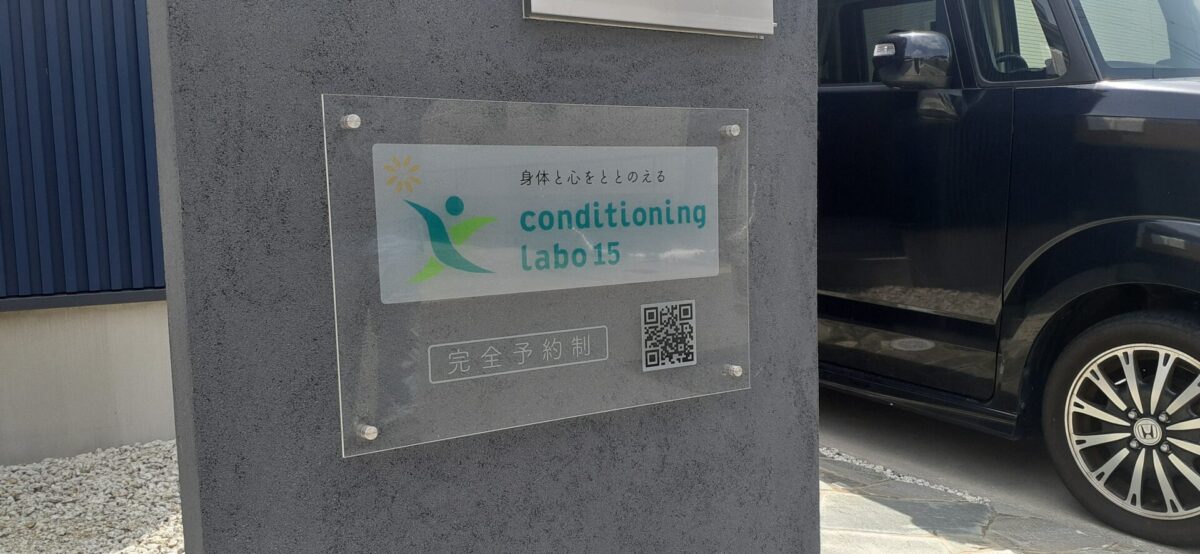 身体と心をととのえる
conditioning
labo 15
完全予約制